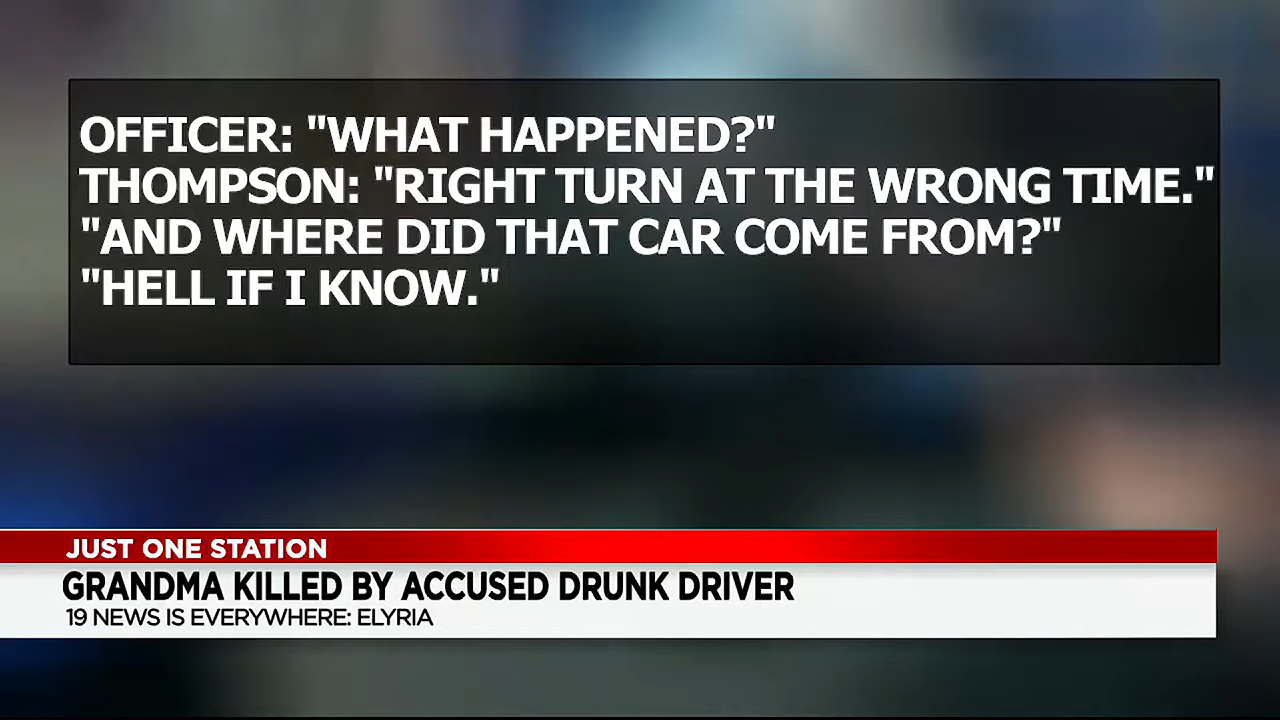 OFFICER: "WHAT HAPPENED?"
THOMPSON: "RIGHT TURN AT THE WRONG TIME."
"AND WHERE DID THAT CAR COME FROM?"
"HELL IF I KNOW."
JUST ONE STATION
GRANDMA KILLED BY ACCUSED DRUNK DRIVER
19 NEWS IS EVERYWHERE: ELYRIA